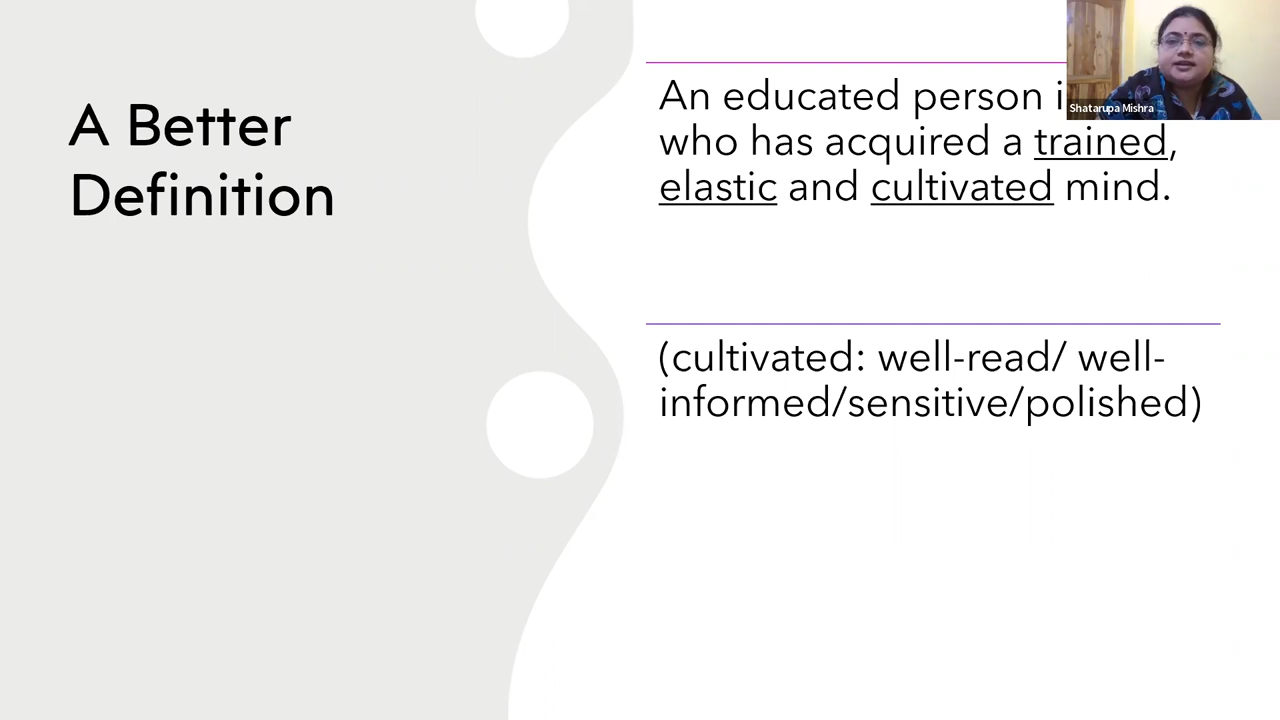 A Better
Definition
An educated person
who has acquired a trained,
elastic and cultivated mind.
(cultivated: well-read/ well-
informed/sensitive/polished)
Shatarupa Mishra